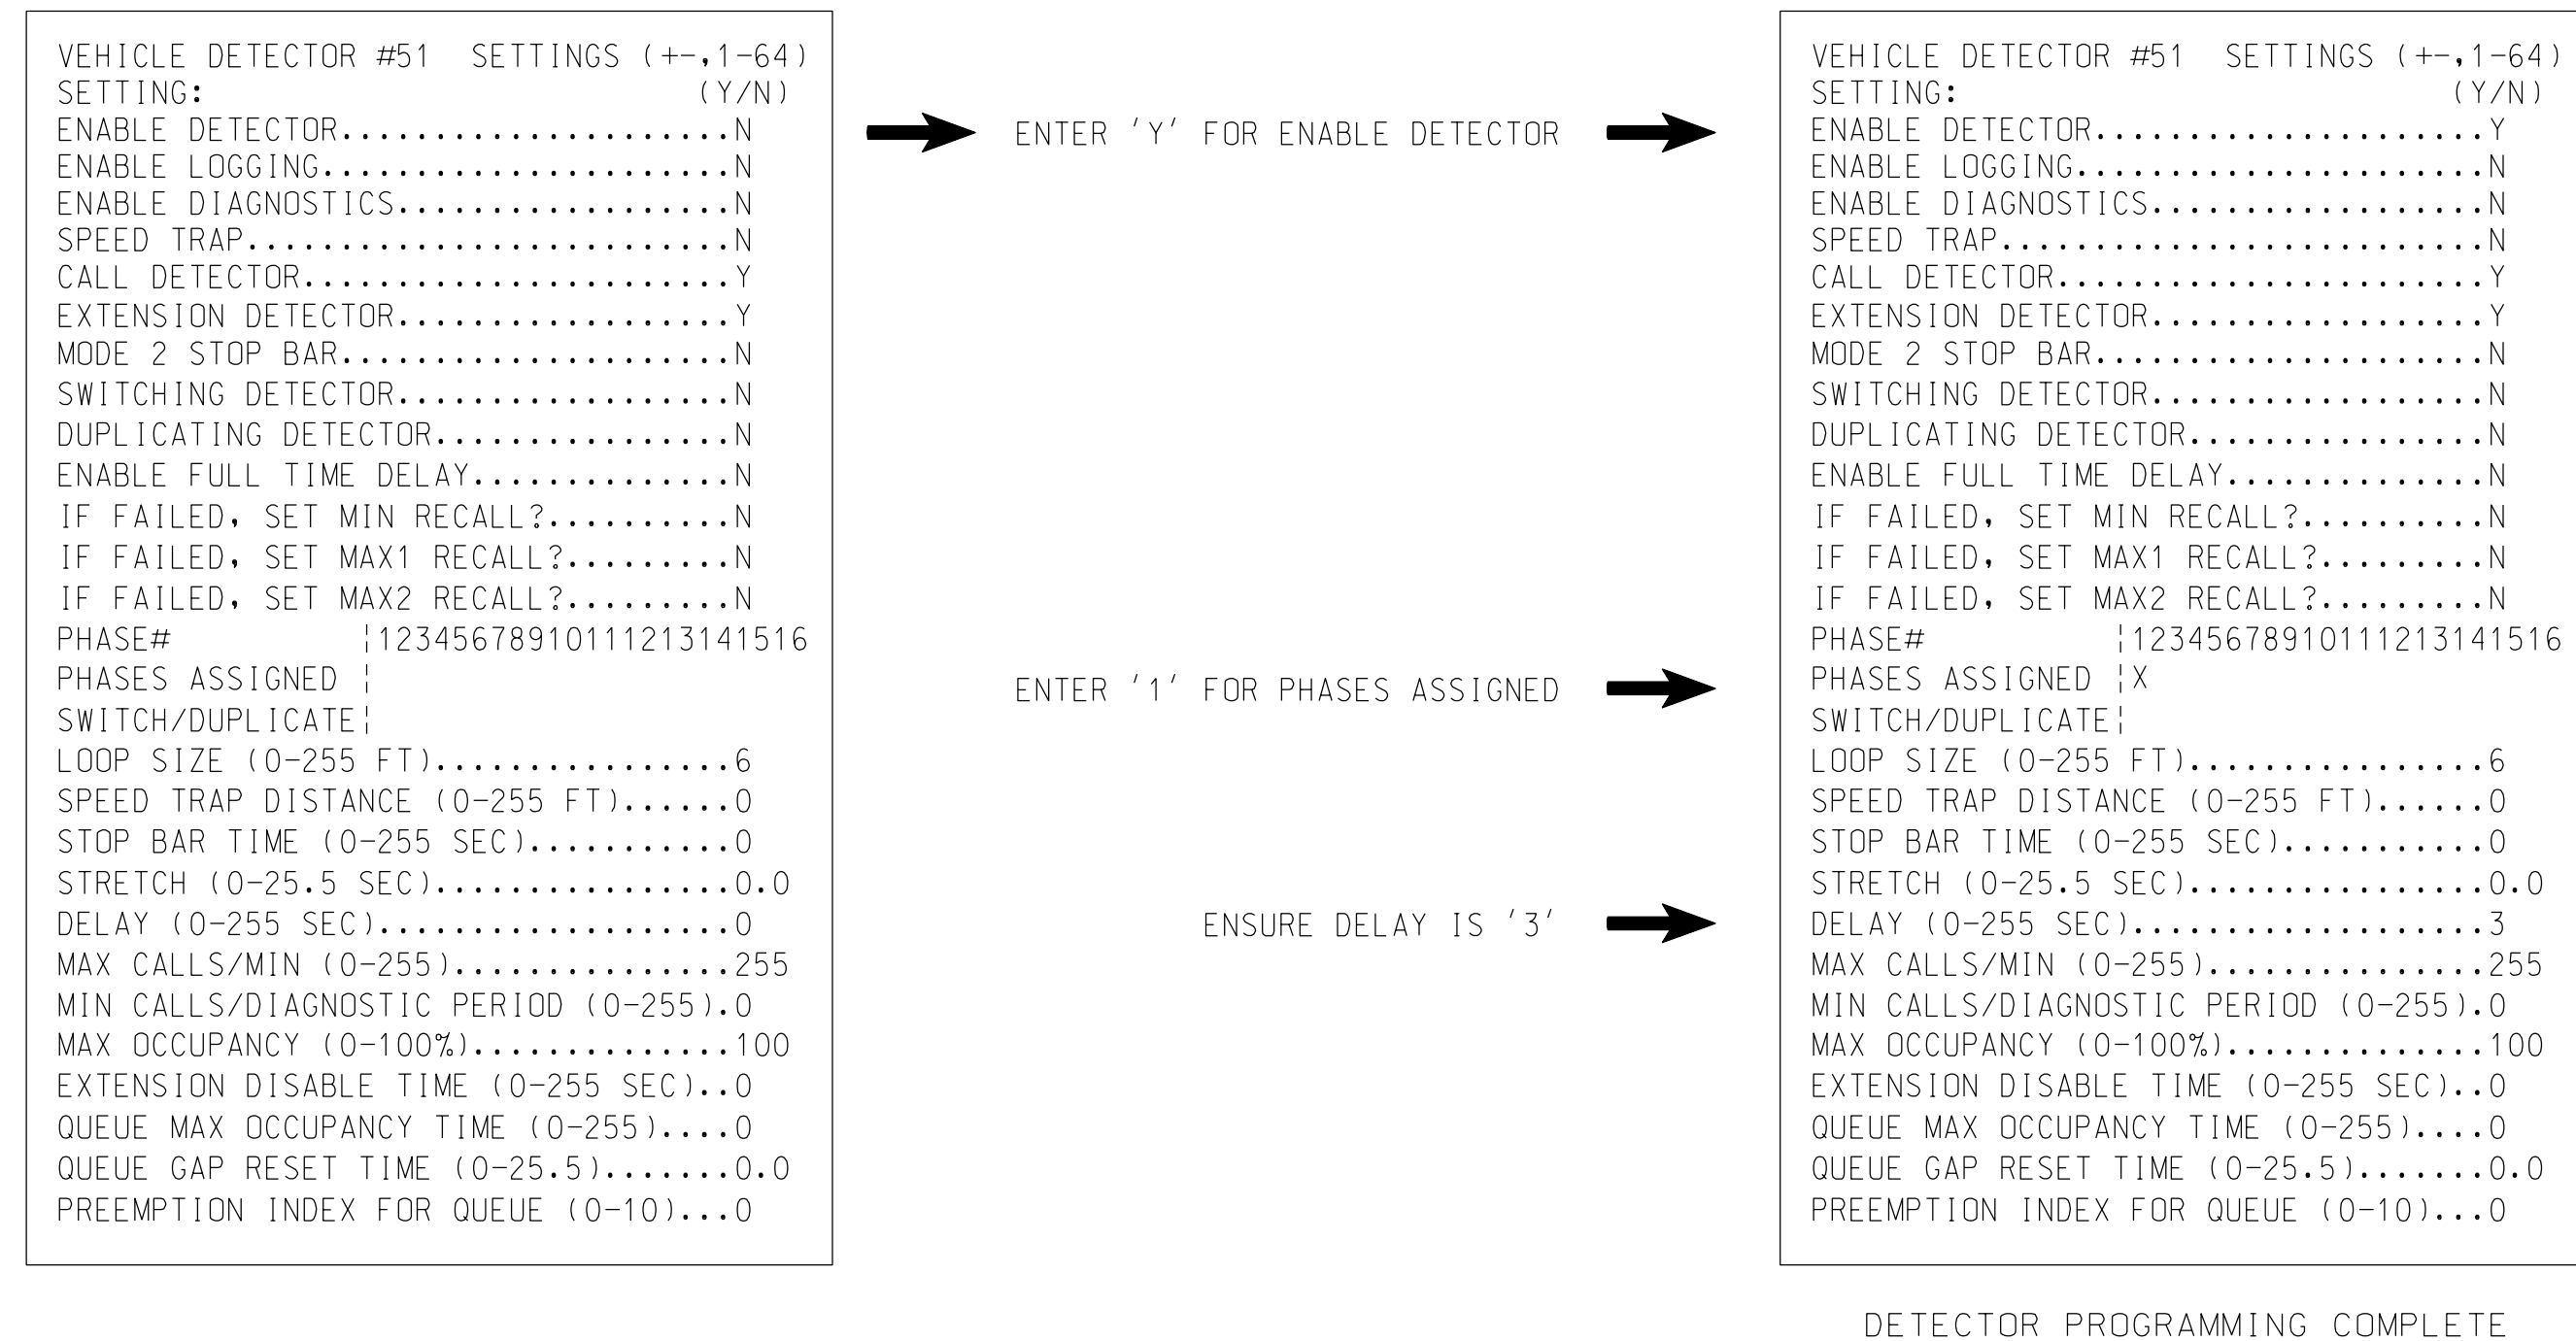 VEHICLE DETECTOR #51  SETTINGS (+-,1-64)
SETTING:                          (Y/N)
ENABLE DETECTOR.....................N
ENABLE LOGGING......................N
ENABLE DIAGNOSTICS..................N
SPEED TRAP..........................N
CALL DETECTOR.......................Y
EXTENSION DETECTOR..................Y
MODE 2 STOP BAR.....................N
SWITCHING DETECTOR..................N
DUPLICATING DETECTOR................N
ENABLE FULL TIME DELAY..............N
IF FAILED, SET MIN RECALL?..........N
IF FAILED, SET MAX1 RECALL?.........N
IF FAILED, SET MAX2 RECALL?.........N
PHASE#          ¦12345678910111213141516
PHASES ASSIGNED ¦
SWITCH/DUPLICATE¦
LOOP SIZE (0-255 FT)................6
SPEED TRAP DISTANCE (0-255 FT)......0
STOP BAR TIME (0-255 SEC)...........0
STRETCH (0-25.5 SEC)................0.0
DELAY (0-255 SEC)...................0
MAX CALLS/MIN (0-255)...............255
MIN CALLS/DIAGNOSTIC PERIOD (0-255).0
MAX OCCUPANCY (0-100%)..............100
EXTENSION DISABLE TIME (0-255 SEC)..0
QUEUE MAX OCCUPANCY TIME (0-255)....0
QUEUE GAP RESET TIME (0-25.5).......0.0
PREEMPTION INDEX FOR QUEUE (0-10)...0
ENTER 'Y' FOR ENABLE DETECTOR
ENTER '1' FOR PHASES ASSIGNED
ENSURE DELAY IS '3'
VEHICLE DETECTOR #51  SETTINGS (+-,1-64)
SETTING:                          (Y/N)
ENABLE DETECTOR.....................Y
ENABLE LOGGING......................N
ENABLE DIAGNOSTICS..................N
SPEED TRAP..........................N
CALL DETECTOR.......................Y
EXTENSION DETECTOR..................Y
MODE 2 STOP BAR.....................N
SWITCHING DETECTOR..................N
DUPLICATING DETECTOR................N
ENABLE FULL TIME DELAY..............N
IF FAILED, SET MIN RECALL?..........N
IF FAILED, SET MAX1 RECALL?.........N
IF FAILED, SET MAX2 RECALL?.........N
PHASE#          ¦12345678910111213141516
PHASES ASSIGNED ¦X
SWITCH/DUPLICATE¦
LOOP SIZE (0-255 FT)................6
SPEED TRAP DISTANCE (0-255 FT)......0
STOP BAR TIME (0-255 SEC)...........0
STRETCH (0-25.5 SEC)................0.0
DELAY (0-255 SEC)...................3
MAX CALLS/MIN (0-255)...............255
MIN CALLS/DIAGNOSTIC PERIOD (0-255).0
MAX OCCUPANCY (0-100%)..............100
EXTENSION DISABLE TIME (0-255 SEC)..0
QUEUE MAX OCCUPANCY TIME (0-255)....0
QUEUE GAP RESET TIME (0-25.5).......0.0
PREEMPTION INDEX FOR QUEUE (0-10)...0
DETECTOR PROGRAMMING COMPLETE